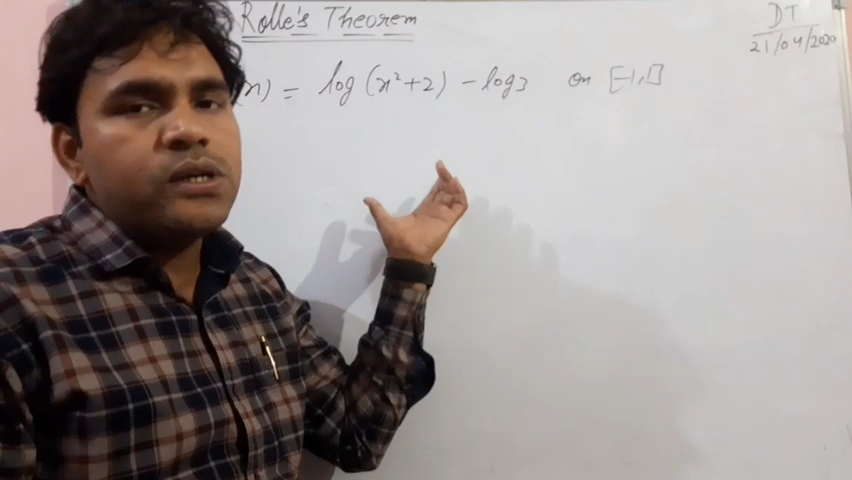 Rolle's Theorem
DT
21/04/2020
(x) = log (x²+2) - log3 on [-1,1]